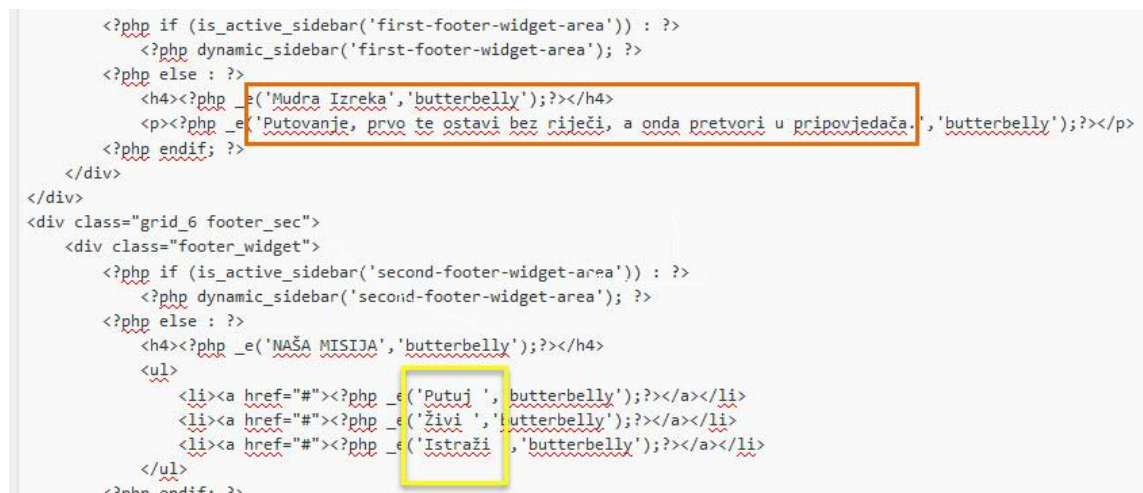 <?php if (is_active_sidebar('first-footer-widget-area')) : ?>
<?php dynamic_sidebar('first-footer-widget-area'); ?>
<?php else : ?>
<h4><?php _e('Mudra Izreka','butterbelly');?></h4>
<p><?php _e('Putovanje, prvo te ostavi bez riječi, a onda pretvori u pripovjedača.','butterbelly');?></p>
<?php endif; ?>
</div>
</div>
<div class="grid_6 footer_sec">
<div class="footer_widget">
<?php if (is_active_sidebar('second-footer-widget-area')) : ?>
<?php dynamic_sidebar('second-footer-widget-area'); ?>
<?php else : ?>
<h4><?php _e('NAŠA MISIJA','butterbelly');?></h4>
<ul>
<li><a href="#"><?php _e('Putuj ','butterbelly');?></a></li>
<li><a href="#"><?php _e('Živi ','butterbelly');?></a></li>
<li><a href="#"><?php _e('Istraži ','butterbelly');?></a></li>
</ul>
<?php endif; ?>